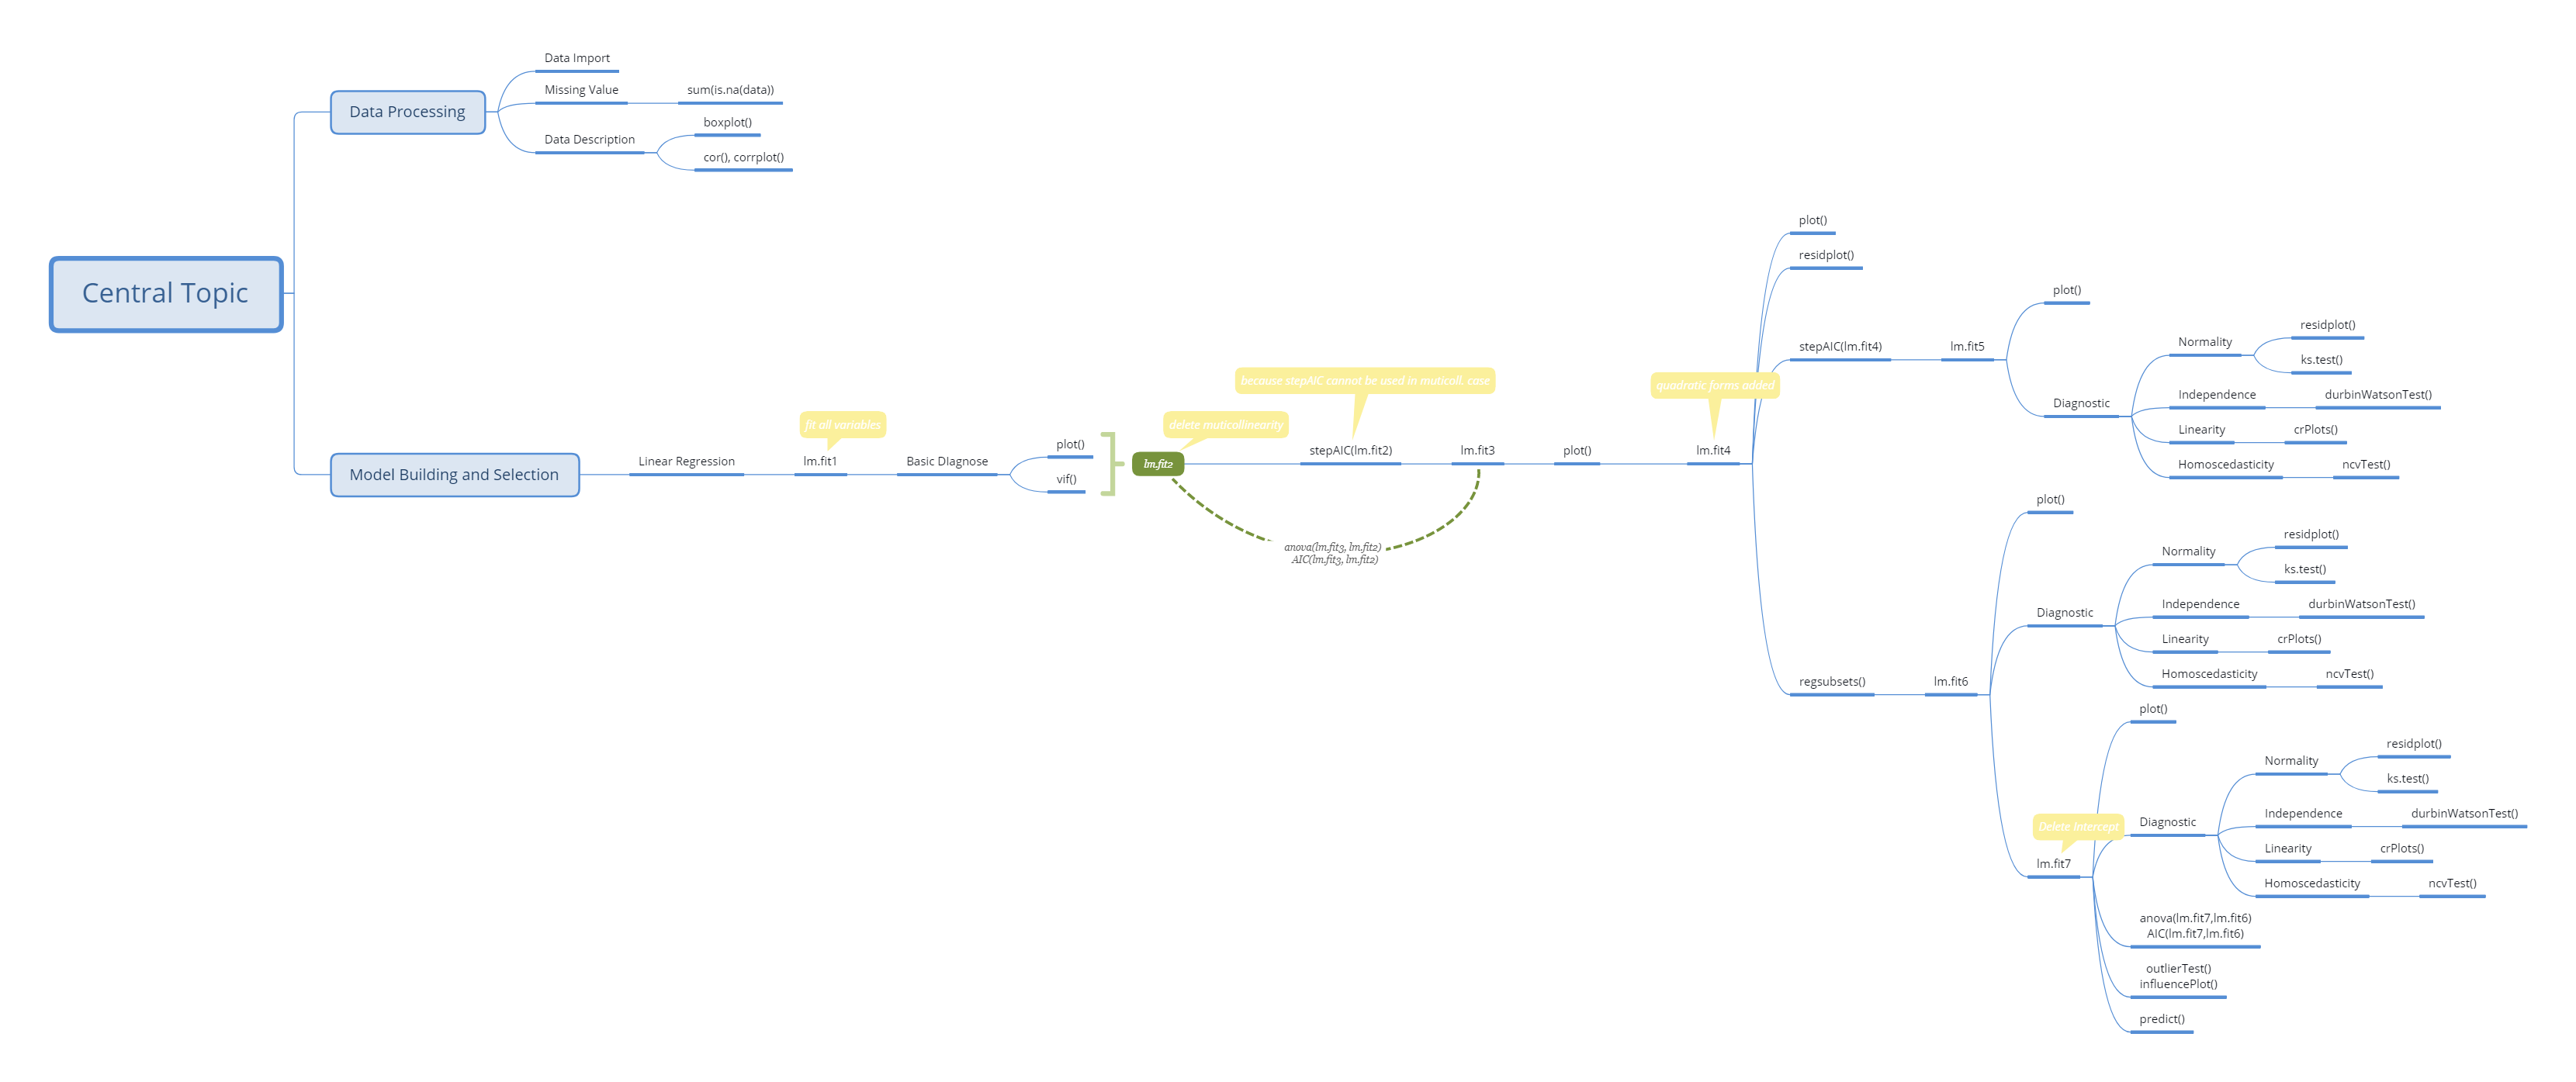 Central Topic
Data Processing
Data Import
Missing Value
sum(is.na(data))
Data Description
boxplot()
cor(), corrplot()
Model Building and Selection
Linear Regression
fit all variables
lm.fit1
Basic DIagnose
plot()
vif()
delete muticollinearity
lm.fit2
because stepAIC cannot be used in muticoll. case
stepAIC(lm.fit2)
lm.fit3
anova(lm.fit3, lm.fit2)
AIC(lm.fit3, lm.fit2)
plot()
quadratic forms added
lm.fit4
plot()
residplot()
stepAIC(lm.fit4)
lm.fit5
plot()
Diagnostic
Normality
residplot()
ks.test()
Independence
durbinWatsonTest()
Linearity
crPlots()
Homoscedasticity
ncvTest()
regsubsets()
lm.fit6
plot()
Diagnostic
Normality
residplot()
ks.test()
Independence
durbinWatsonTest()
Linearity
crPlots()
Homoscedasticity
ncvTest()
Delete Intercept
lm.fit7
plot()
Diagnostic
Normality
residplot()
ks.test()
Independence
durbinWatsonTest()
Linearity
crPlots()
Homoscedasticity
ncvTest()
anova(lm.fit7,lm.fit6)
AIC(lm.fit7,lm.fit6)
outlierTest()
influencePlot()
predict()